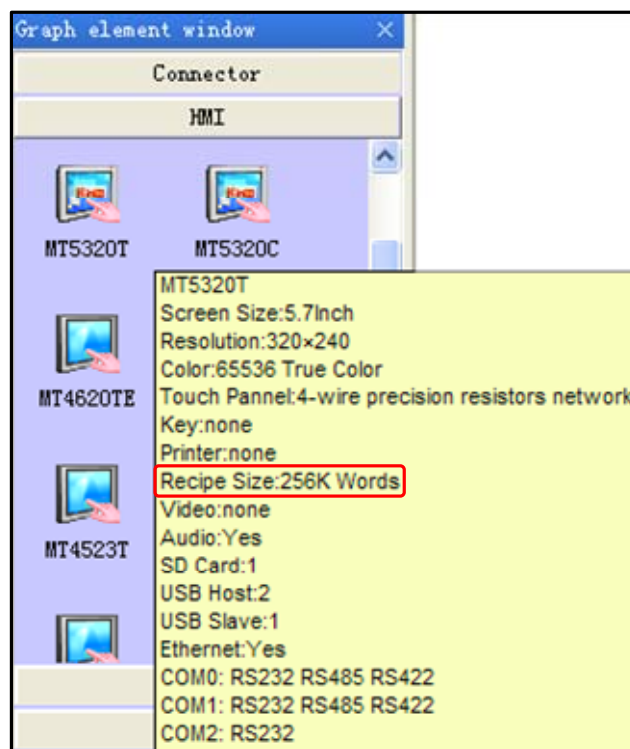 Graph element window
Connector
HMI
MT5320T MT5320C
MT5320T
Screen Size:5.7Inch
Resolution:320×240
Color:65536 True Color
MT4620TE
Touch Pannel:4-wire precision resistors network
Key:none
Printer:none
Recipe Size:256K Words
Video:none
Audio:Yes
MT4523T
SD Card:1
USB Host:2
USB Slave:1
Ethernet:Yes
COM0: RS232 RS485 RS422
COM1: RS232 RS485 RS422
COM2: RS232